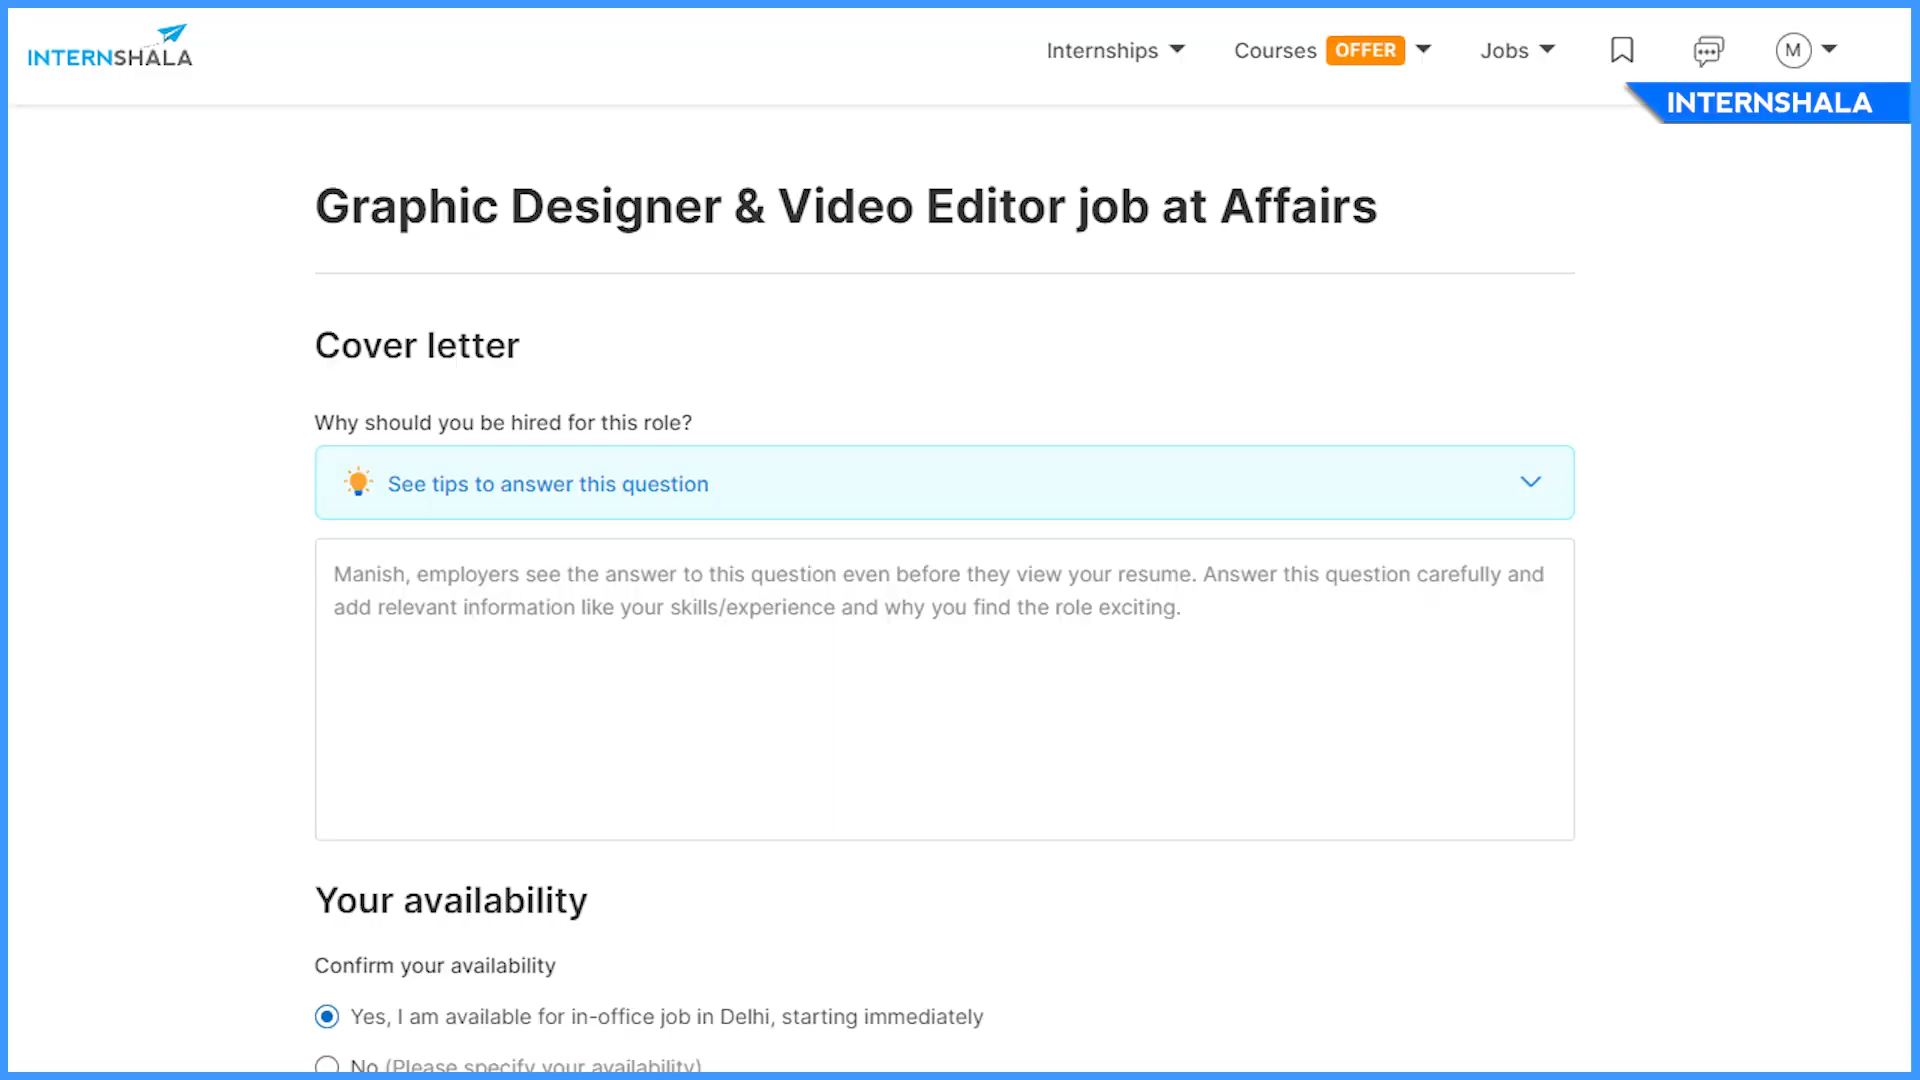 INTERNSHALA
Internships
Courses OFFER
Jobs
M
INTERNSHALA
Graphic Designer & Video Editor job at Affairs
Cover letter
Why should you be hired for this role?
See tips to answer this question
Manish, employers see the answer to this question even before they view your resume. Answer this question carefully and
add relevant information like your skills/experience and why you find the role exciting.
Your availability
Confirm your availability
Yes, I am available for in-office job in Delhi, starting immediately
No (Please specify your availability)